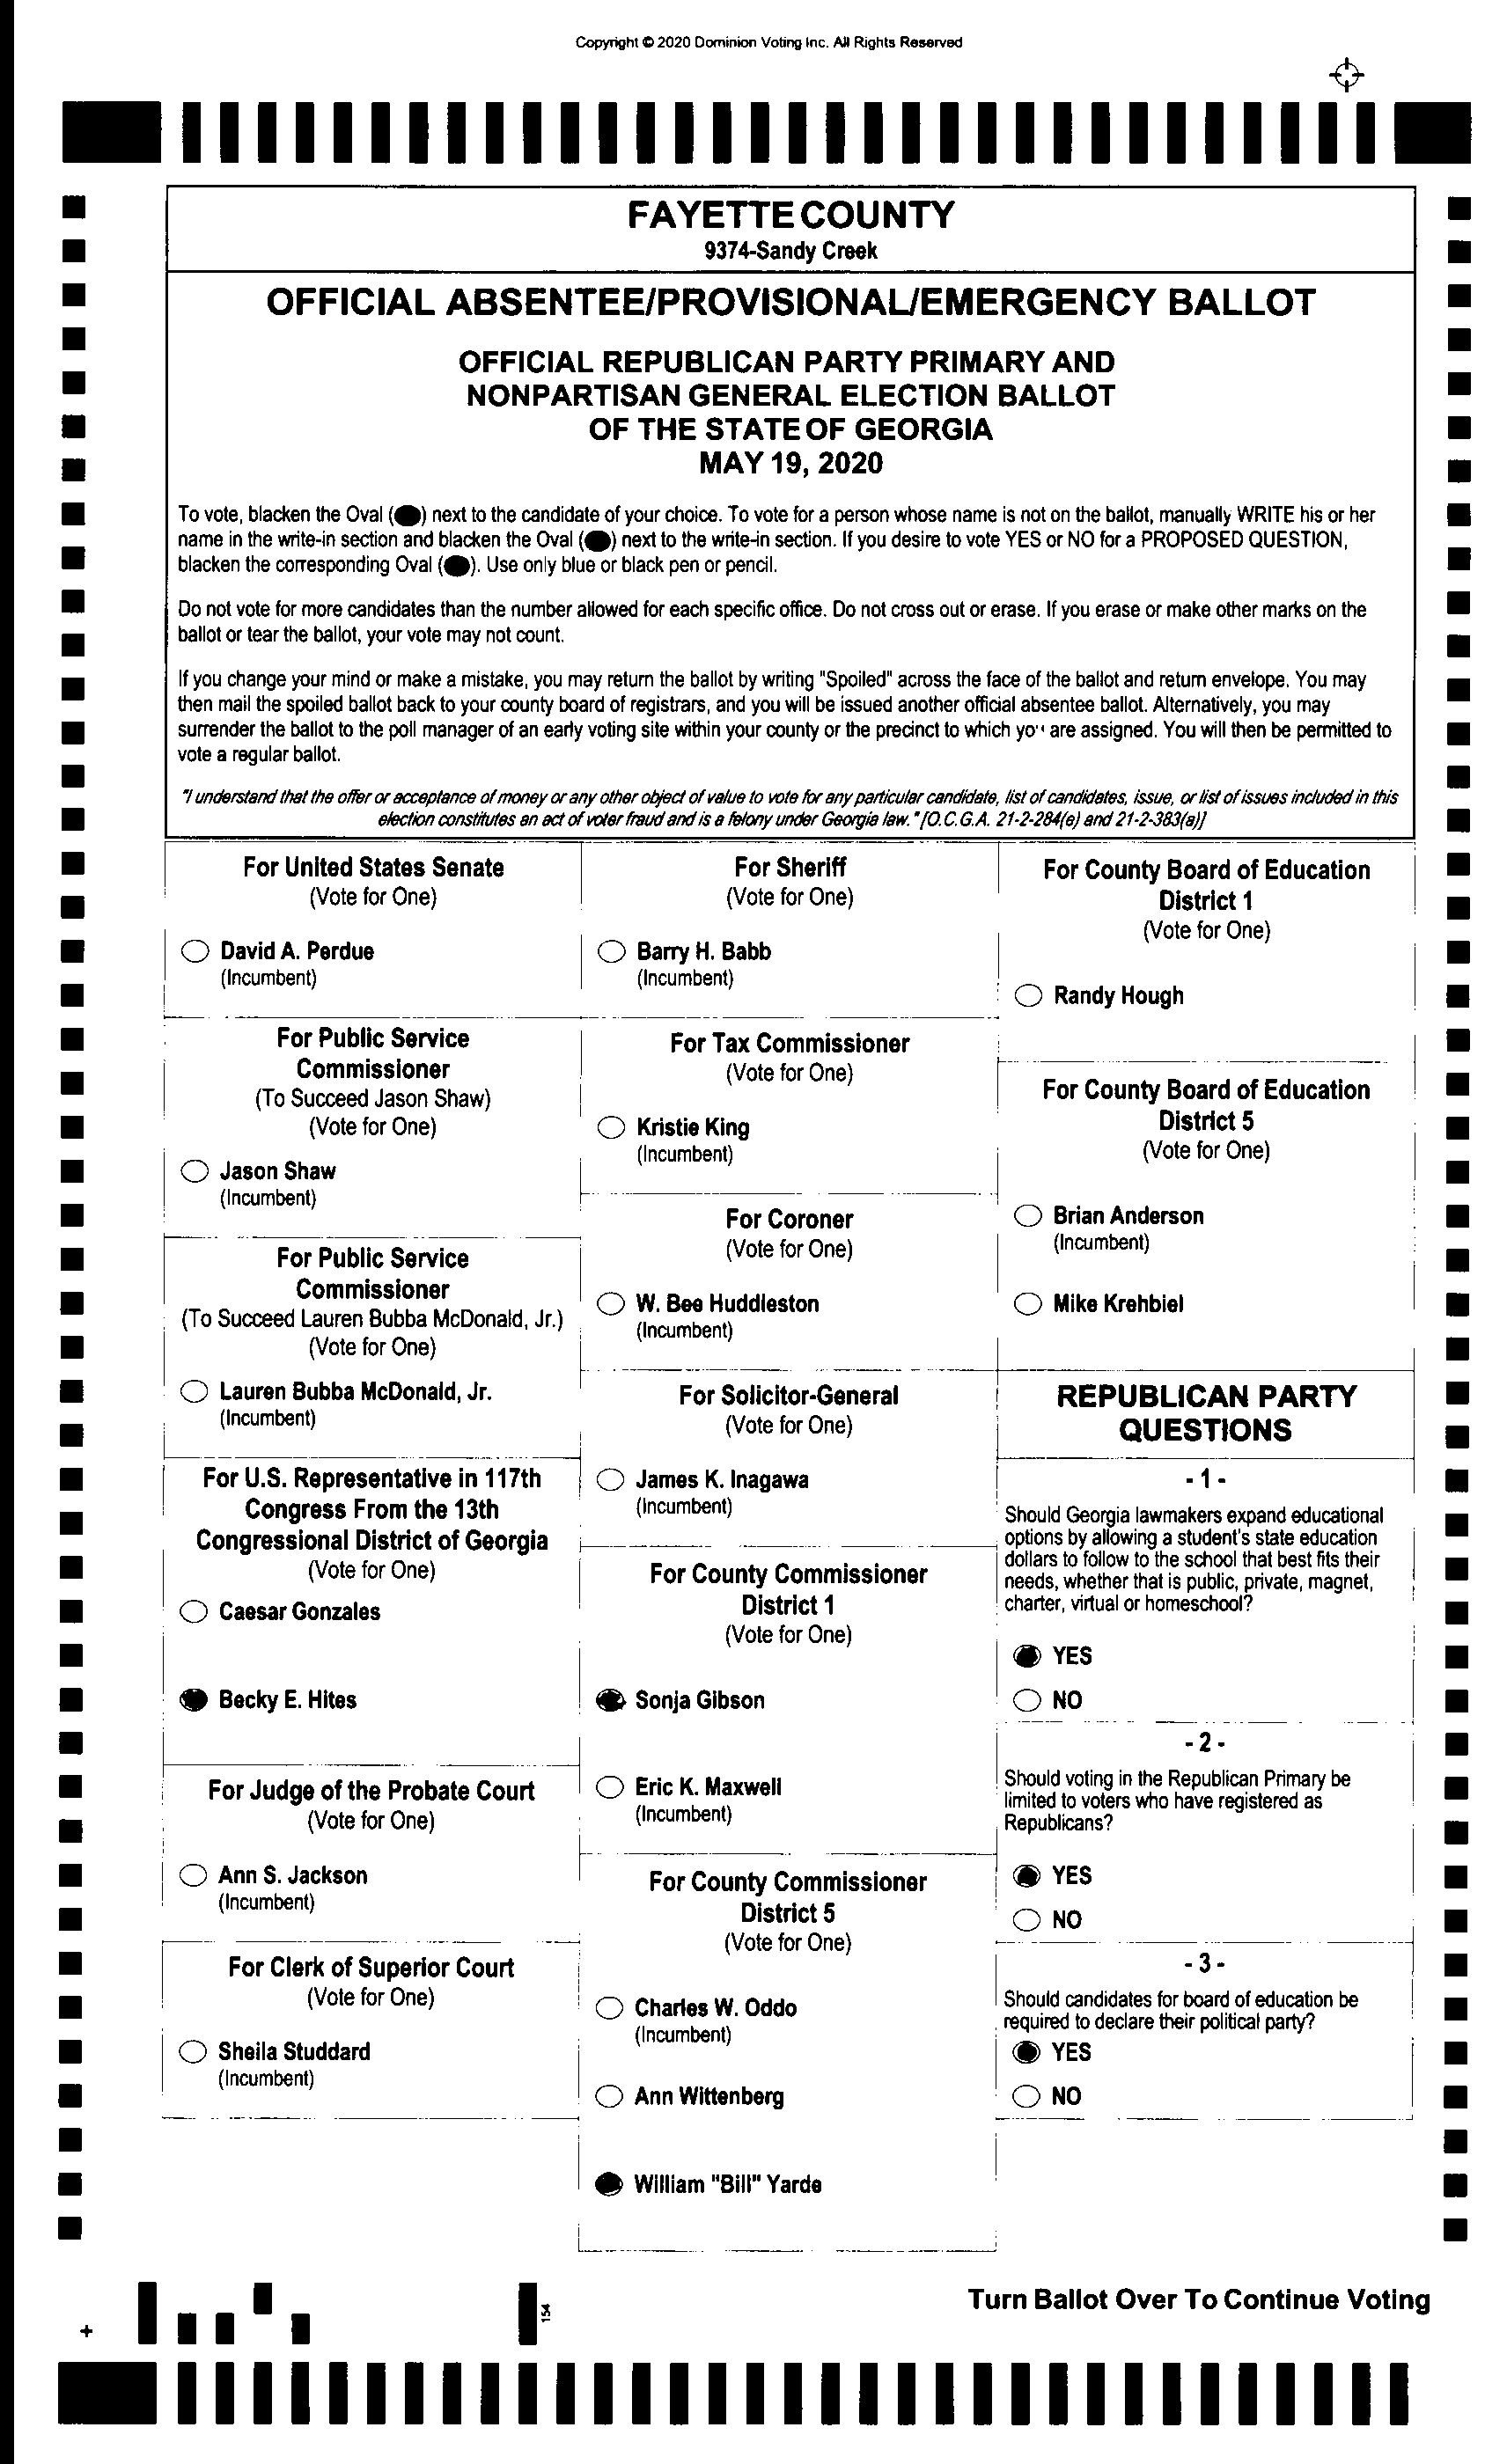 Copyright © 2020 Dominion Voting Inc. All Rights Reserved
FAYETTE COUNTY
9374-Sandy Creek
OFFICIAL ABSENTEE/PROVISIONAL/EMERGENCY BALLOT
OFFICIAL REPUBLICAN PARTY PRIMARY AND
NONPARTISAN GENERAL ELECTION BALLOT
OF THE STATE OF GEORGIA
MAY 19, 2020
To vote, blacken the Oval ( ) next to the candidate of your choice. To vote for a person whose name is not on the ballot, manually WRITE his or her
name in the write-in section and blacken the Oval ( ) next to the write-in section. If you desire to vote YES or NO for a PROPOSED QUESTION,
blacken the corresponding Oval ( ). Use only blue or black pen or pencil.
Do not vote for more candidates than the number allowed for each specific office. Do not cross out or erase. If you erase or make other marks on the
ballot or tear the ballot, your vote may not count.
If you change your mind or make a mistake, you may return the ballot by writing "Spoiled" across the face of the ballot and return envelope. You may
then mail the spoiled ballot back to your county board of registrars, and you will be issued another official absentee ballot. Alternatively, you may
surrender the ballot to the poll manager of an early voting site within your county or the precinct to which you are assigned. You will then be permitted to
vote a regular ballot.
"I understand that the offer or acceptance of money or any other object of value to vote for any particular candidate, list of candidates, issue, or list of issues included in this
election constitutes an act of voter fraud and is a felony under Georgia law." [O.C.G.A. 21-2-284(e) and 21-2-383(a)]
For United States Senate
(Vote for One)
David A. Perdue
(Incumbent)
For Public Service
Commissioner
(To Succeed Jason Shaw)
(Vote for One)
Jason Shaw
(Incumbent)
For Public Service
Commissioner
(To Succeed Lauren Bubba McDonald, Jr.)
(Vote for One)
Lauren Bubba McDonald, Jr.
(Incumbent)
For U.S. Representative in 117th
Congress From the 13th
Congressional District of Georgia
(Vote for One)
Caesar Gonzales
Becky E. Hites
For Judge of the Probate Court
(Vote for One)
Ann S. Jackson
(Incumbent)
For Clerk of Superior Court
(Vote for One)
Sheila Studdard
(Incumbent)
For Sheriff
(Vote for One)
Barry H. Babb
(Incumbent)
For Tax Commissioner
(Vote for One)
Kristie King
(Incumbent)
For Coroner
(Vote for One)
W. Bee Huddleston
(Incumbent)
For Solicitor-General
(Vote for One)
James K. Inagawa
(Incumbent)
For County Commissioner
District 1
(Vote for One)
Sonja Gibson
Eric K. Maxwell
(Incumbent)
For County Commissioner
District 5
(Vote for One)
Charles W. Oddo
(Incumbent)
Ann Wittenberg
William "Bill" Yarde
For County Board of Education
District 1
(Vote for One)
Randy Hough
For County Board of Education
District 5
(Vote for One)
Brian Anderson
(Incumbent)
Mike Krehbiel
REPUBLICAN PARTY
QUESTIONS
- 1 -
Should Georgia lawmakers expand educational
options by allowing a student's state education
dollars to follow to the school that best fits their
needs, whether that is public, private, magnet,
charter, virtual or homeschool?
YES
NO
- 2 -
Should voting in the Republican Primary be
limited to voters who have registered as
Republicans?
YES
NO
- 3 -
Should candidates for board of education be
required to declare their political party?
YES
NO
Turn Ballot Over To Continue Voting
154
+